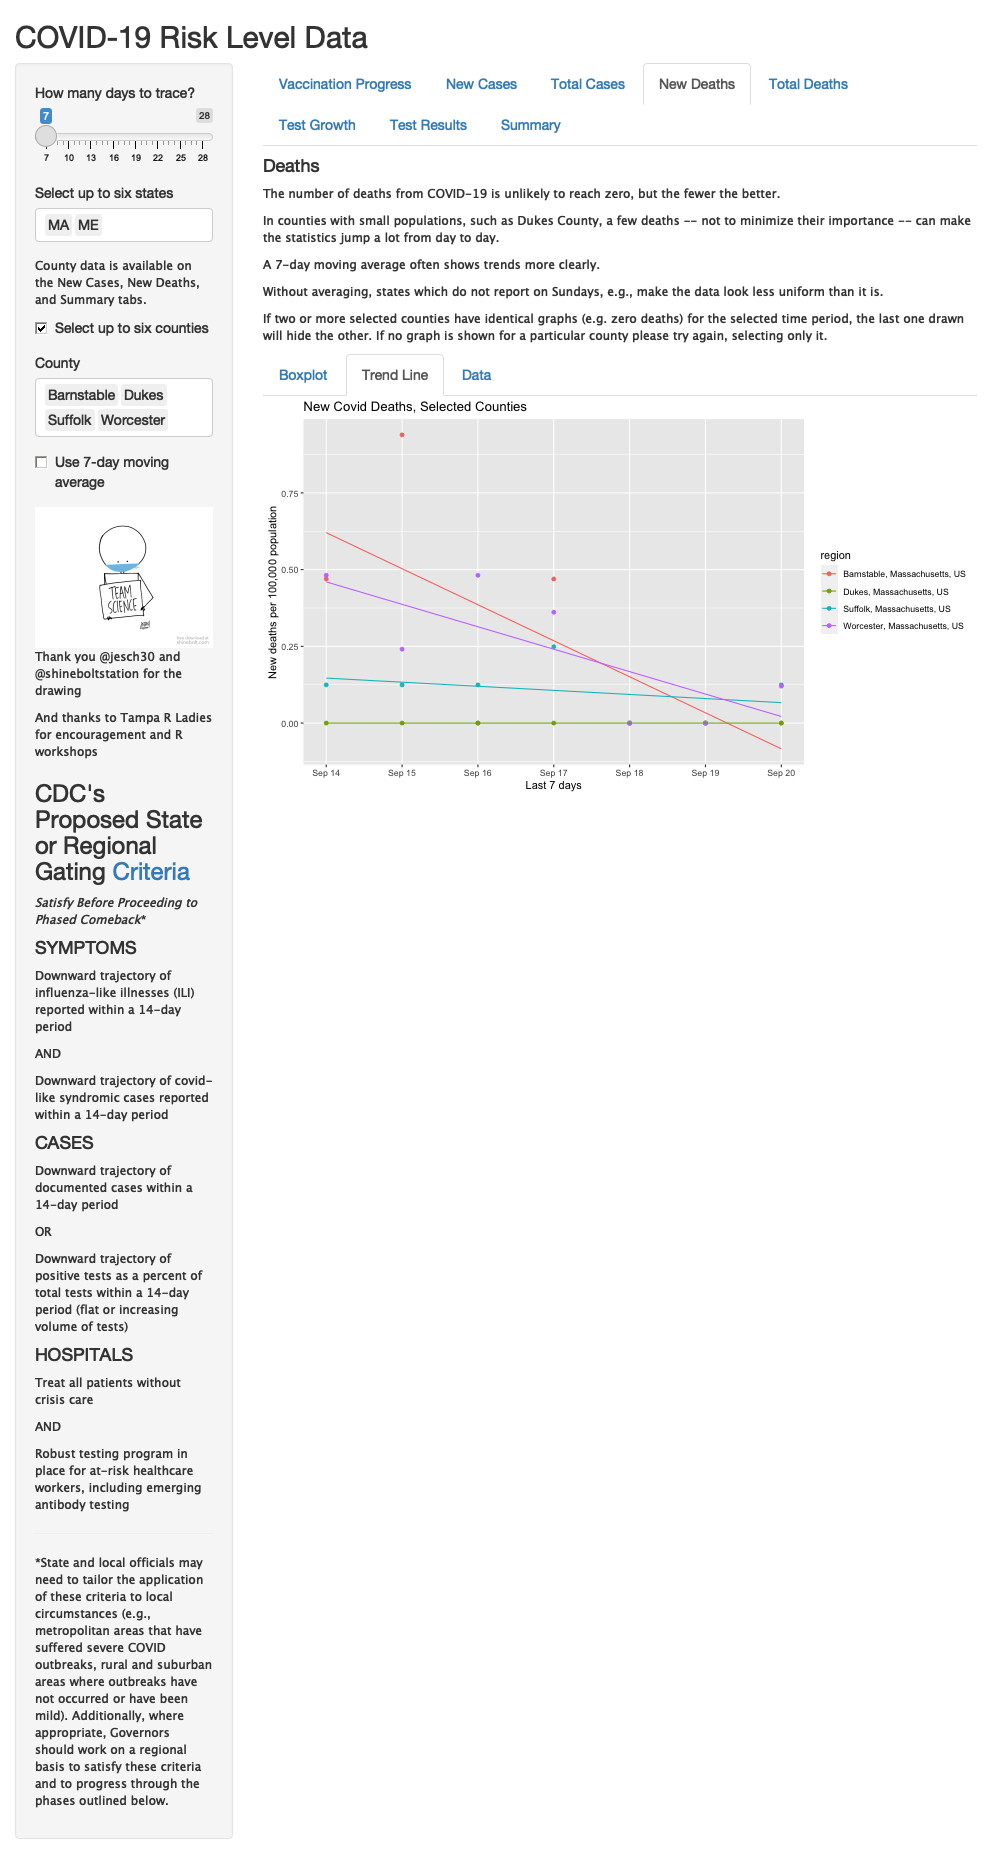 COVID-19 Risk Level Data
How many days to trace?
7
28
7 10 13 16 19 22 25 28
Select up to six states
MA ME
County data is available on
the New Cases, New Deaths,
and Summary tabs.
Select up to six counties
County
Barnstable Dukes
Suffolk Worcester
Use 7-day moving
average
TEAM
SCIENCE
Thank you @jesch30 and
@shineboltstation for the
drawing
And thanks to Tampa R Ladies
for encouragement and R
workshops
CDC's
Proposed State
or Regional
Gating Criteria
Satisfy Before Proceeding to
Phased Comeback*
SYMPTOMS
Downward trajectory of
influenza-like illnesses (ILI)
reported within a 14-day
period
AND
Downward trajectory of covid-
like syndromic cases reported
within a 14-day period
CASES
Downward trajectory of
documented cases within a
14-day period
OR
Downward trajectory of
positive tests as a percent of
total tests within a 14-day
period (flat or increasing
volume of tests)
HOSPITALS
Treat all patients without
crisis care
AND
Robust testing program in
place for at-risk healthcare
workers, including emerging
antibody testing
*State and local officials may
need to tailor the application
of these criteria to local
circumstances (e.g.,
metropolitan areas that have
suffered severe COVID
outbreaks, rural and suburban
areas where outbreaks have
not occurred or have been
mild). Additionally, where
appropriate, Governors
should work on a regional
basis to satisfy these criteria
and to progress through the
phases outlined below.
Vaccination Progress New Cases Total Cases New Deaths Total Deaths
Test Growth Test Results Summary
Deaths
The number of deaths from COVID-19 is unlikely to reach zero, but the fewer the better.
In counties with small populations, such as Dukes County, a few deaths -- not to minimize their importance -- can make
the statistics jump a lot from day to day.
A 7-day moving average often shows trends more clearly.
Without averaging, states which do not report on Sundays, e.g., make the data look less uniform than it is.
If two or more selected counties have identical graphs (e.g. zero deaths) for the selected time period, the last one drawn
will hide the other. If no graph is shown for a particular county please try again, selecting only it.
Boxplot Trend Line Data
New Covid Deaths, Selected Counties
New deaths per 100,000 population
0.75
0.50
0.25
0.00
Sep 14 Sep 15 Sep 16 Sep 17 Sep 18 Sep 19 Sep 20
Last 7 days
region
Barnstable, Massachusetts, US
Dukes, Massachusetts, US
Suffolk, Massachusetts, US
Worcester, Massachusetts, US